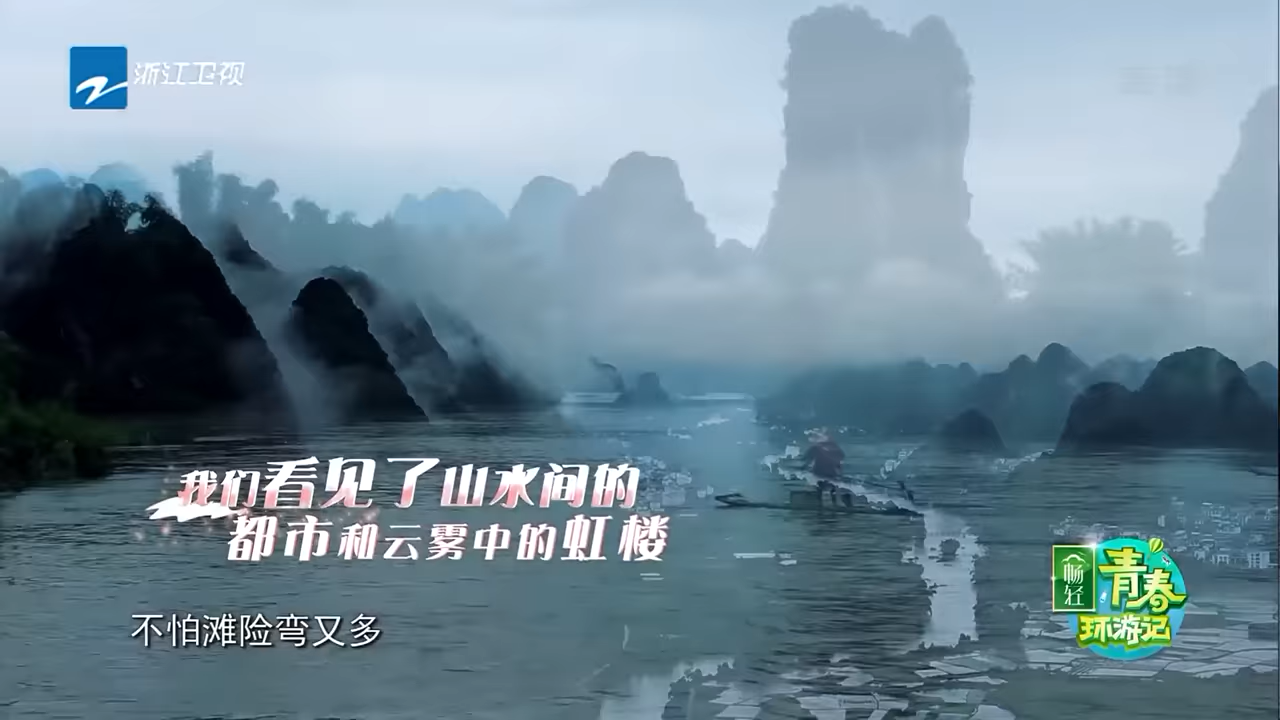 浙江卫视
我们看见了山水间的
都市和云雾中的虹楼
不怕滩险弯又多
畅轻
青春
环游记